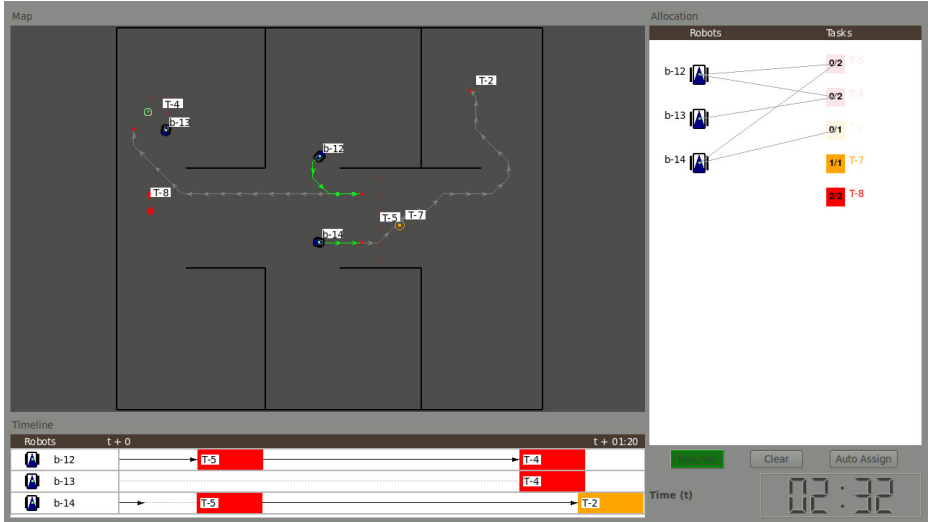 Map
T-2
T-4
b-13
b-12
T-8
T-5 T-7
b-14
Allocation
Robots Tasks
b-12 0/2 T-5
0/2 T-4
b-13
0/1
b-14 1/1 T-7
2/2 T-8
Timeline
Robots t + 0 t + 01:20
b-12 T-5 T-4
b-13 T-4
b-14 T-5 T-2
Clear Auto Assign
Time (t) 02:32